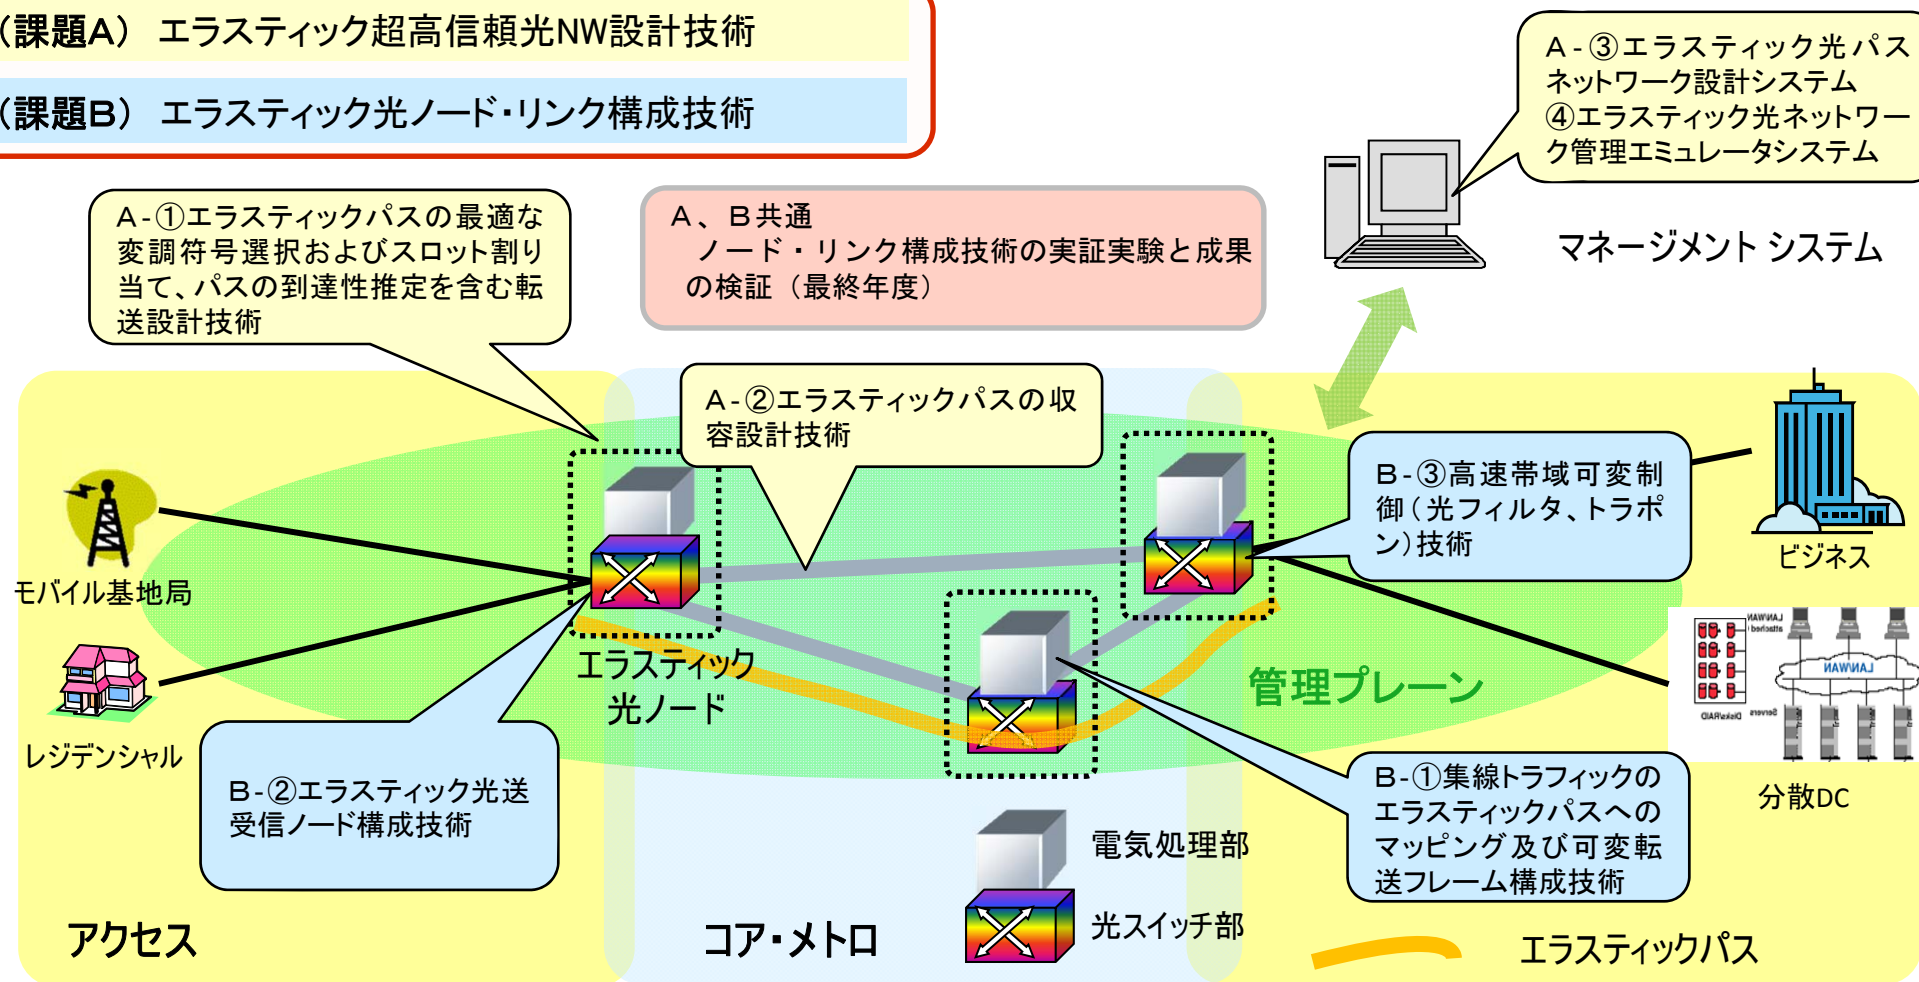 (課題A) エラスティック超高信頼光NW設計技術
(課題B) エラスティック光ノード・リンク構成技術
A-③エラスティック光パス
ネットワーク設計システム
④エラスティック光ネットワー
ク管理エミュレータシステム
マネージメント システム
A-①エラスティックパスの最適な
変調符号選択およびスロット割り
当て、パスの到達性推定を含む転
送設計技術
A、B共通
ノード・リンク構成技術の実証実験と成果
の検証（最終年度）
A-②エラスティックパスの収
容設計技術
B-③高速帯域可変制
御（光フィルタ、トラポ
ン）技術
モバイル基地局
ビジネス
エラスティック
光ノード
管理プレーン
レジデンシャル
LAN/WAN
attached
LAN/WAN
Servers
Disks/RAID
分散DC
B-②エラスティック光送
受信ノード構成技術
B-①集線トラフィックの
エラスティックパスへの
マッピング及び可変転
送フレーム構成技術
電気処理部
光スイッチ部
アクセス
コア・メトロ
エラスティックパス